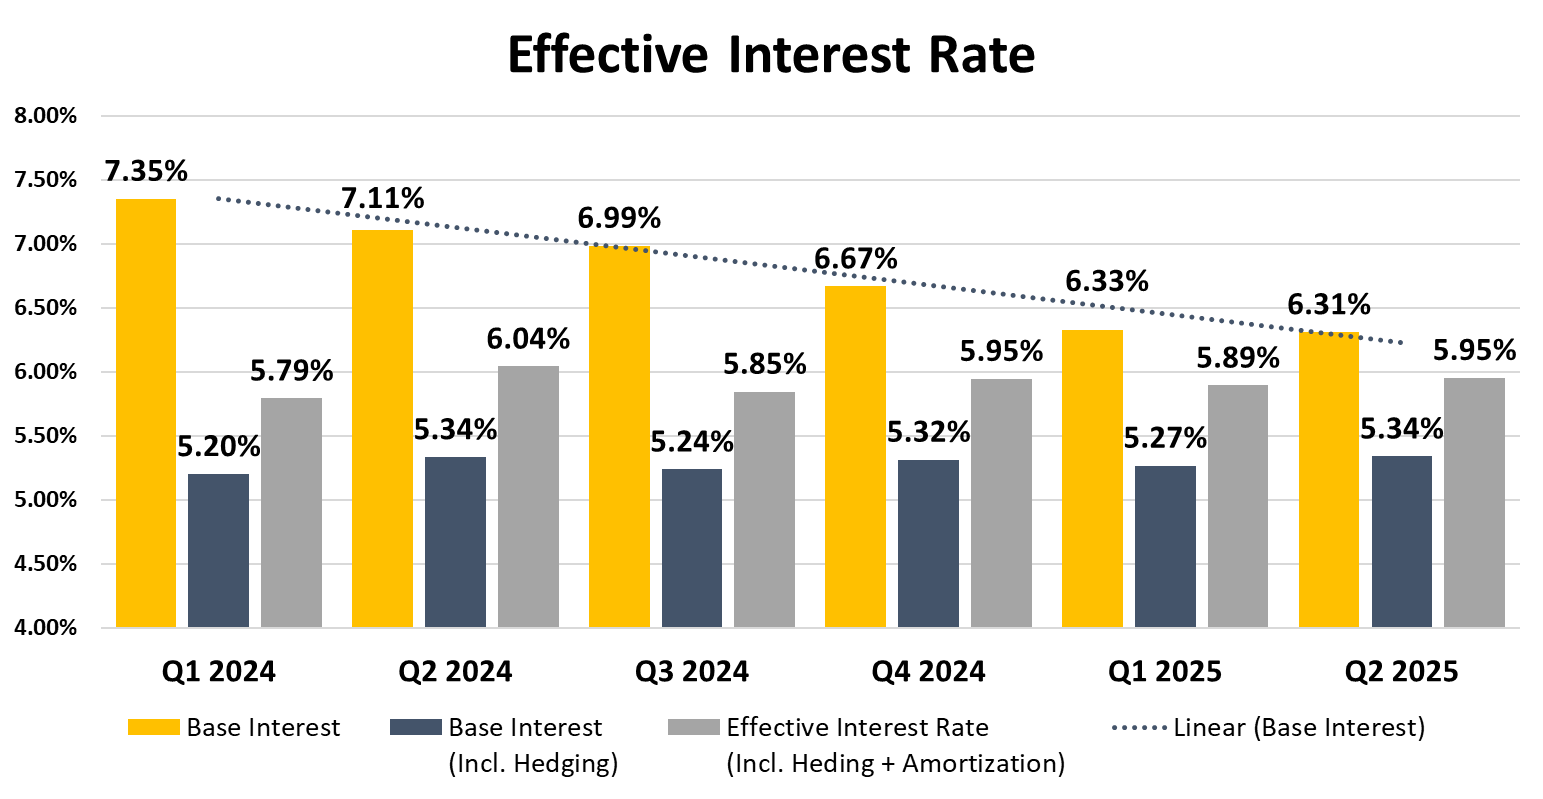 Effective Interest Rate
8.00%
7.50%
7.00%
6.50%
6.00%
5.50%
5.00%
4.50%
4.00%
7.35%
5.20%
5.79%
7.11%
5.34%
6.04%
6.99%
5.24%
5.85%
6.67%
5.32%
5.95%
6.33%
5.27%
5.89%
6.31%
5.34%
5.95%
Q1 2024
Q2 2024
Q3 2024
Q4 2024
Q1 2025
Q2 2025
Base Interest
Base Interest
(Incl. Hedging)
Effective Interest Rate
(Incl. Heding + Amortization)
Linear (Base Interest)